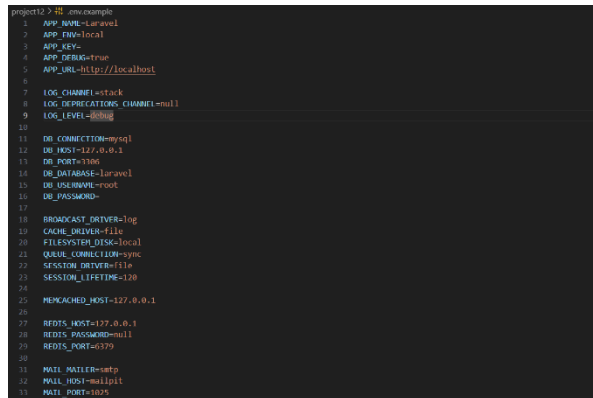 project12 > .env.example
1 APP_NAME=Laravel
2 APP_ENV=local
3 APP_KEY=
4 APP_DEBUG=true
5 APP_URL=http://localhost
6
7 LOG_CHANNEL=stack
8 LOG_DEPRECATIONS_CHANNEL=null
9 LOG_LEVEL=debug
10
11 DB_CONNECTION=mysql
12 DB_HOST=127.0.0.1
13 DB_PORT=3306
14 DB_DATABASE=laravel
15 DB_USERNAME=root
16 DB_PASSWORD=
17
18 BROADCAST_DRIVER=log
19 CACHE_DRIVER=file
20 FILESYSTEM_DISK=local
21 QUEUE_CONNECTION=sync
22 SESSION_DRIVER=file
23 SESSION_LIFETIME=120
24
25 MEMCACHED_HOST=127.0.0.1
26
27 REDIS_HOST=127.0.0.1
28 REDIS_PASSWORD=null
29 REDIS_PORT=6379
30
31 MAIL_MAILER=smtp
32 MAIL_HOST=mailpit
33 MAIL_PORT=1025